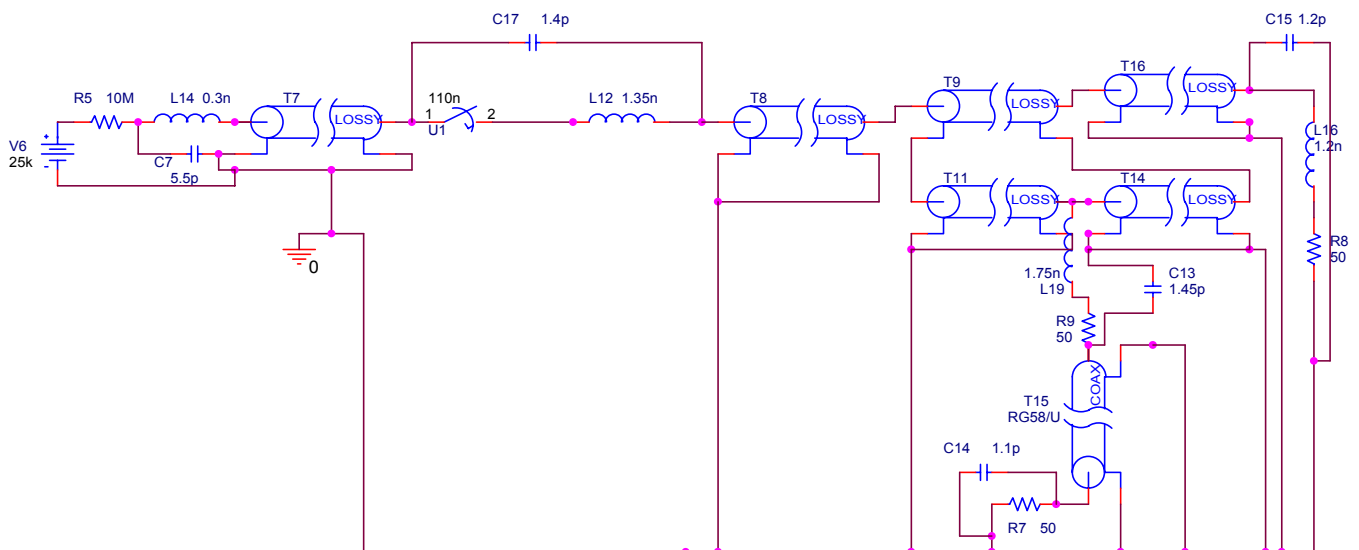 C17 1.4p
C15 1.2p
R5 10M
L14 0.3n
T7
LOSSY
110n
1 2
U1
L12 1.35n
T8
LOSSY
T9
LOSSY
T16
LOSSY
L16
1.2n
V6
25k
+
-
C7
5.5p
0
T11
LOSSY
T14
LOSSY
1.75n
L19
C13
1.45p
R8
50
R9
50
COAX
T15
RG58/U
C14 1.1p
R7 50